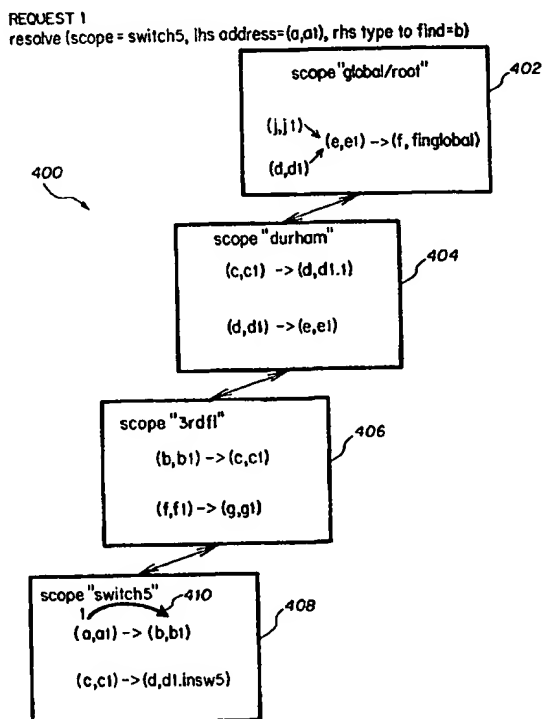 REQUEST 1
resolve (scope = switch5, lhs address=(a,a1), rhs type to find=b)
402
scope "global/root"
(j,j1)
(e,e1) -> (f, finglobal)
(d,d1)
400
404
scope "durham"
(c,c1) -> (d,d1.1)
(d,d1) -> (e,e1)
406
scope "3rdfl"
(b,b1) -> (c,c1)
(f,f1) -> (g,g1)
408
scope "switch5"
410
1
(a,a1) -> (b,b1)
(c,c1) -> (d,d1.insw5)